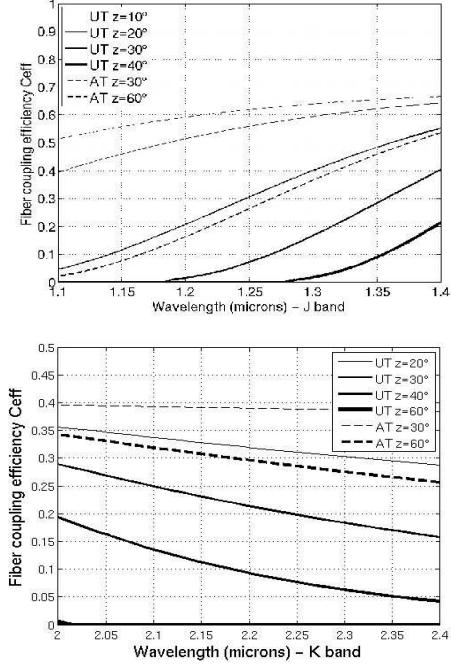 0.8
0.7
0.6
0.5
0.4
0.3
0.2
0.1
0
Fiber coupling efficiency Ceff
UT z=10°
UT z=20°
UT z=30°
UT z=40°
AT z=30°
AT z=60°
1.1 1.15 1.2 1.25 1.3 1.35 1.4
Wavelength (microns) – J band
0.5
0.45
0.4
0.35
0.3
0.25
0.2
0.15
0.1
0.05
0
Fiber coupling efficiency Ceff
UT z=20°
UT z=30°
UT z=40°
UT z=60°
AT z=30°
AT z=60°
2 2.05 2.1 2.15 2.2 2.25 2.3 2.35 2.4
Wavelength (microns) – K band